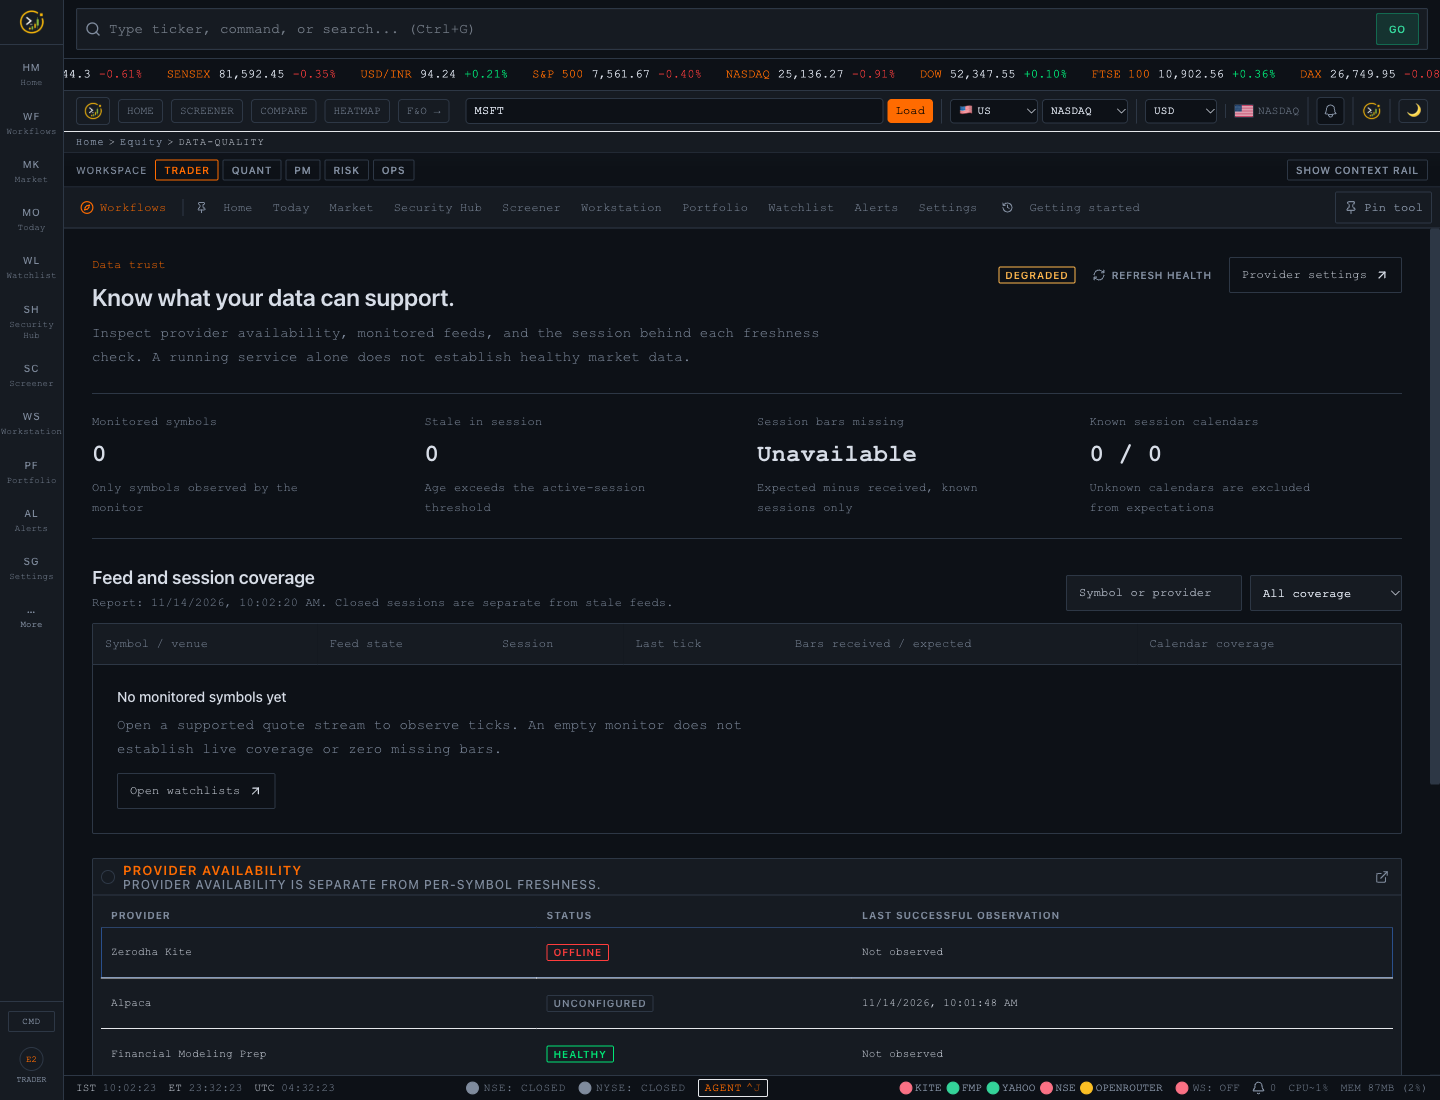 Type ticker, command, or search... (Ctrl+G)
GO
44.3 -0.61% SENSEX 81,592.45 -0.35% USD/INR 94.24 +0.21% S&P 500 7,561.67 -0.40% NASDAQ 25,136.27 -0.91% DOW 52,347.55 +0.10% FTSE 100 10,902.56 +0.36% DAX 26,749.95 -0.08
HOME SCREENER COMPARE HEATMAP F&O → MSFT Load US NASDAQ USD NASDAQ
Home > Equity > DATA-QUALITY
WORKSPACE TRADER QUANT PM RISK OPS SHOW CONTEXT RAIL
Workflows Home Today Market Security Hub Screener Workstation Portfolio Watchlist Alerts Settings Getting started Pin tool
HM
Home
WF
Workflows
MK
Market
MO
Today
WL
Watchlist
SH
Security
Hub
SC
Screener
WS
Workstation
PF
Portfolio
AL
Alerts
SG
Settings
...
More
CMD
E2
TRADER
Data trust
Know what your data can support.
Inspect provider availability, monitored feeds, and the session behind each freshness
check. A running service alone does not establish healthy market data.
DEGRADED REFRESH HEALTH Provider settings
Monitored symbols
0
Only symbols observed by the
monitor
Stale in session
0
Age exceeds the active-session
threshold
Session bars missing
Unavailable
Expected minus received, known
sessions only
Known session calendars
0 / 0
Unknown calendars are excluded
from expectations
Feed and session coverage
Report: 11/14/2026, 10:02:20 AM. Closed sessions are separate from stale feeds.
Symbol or provider All coverage
Symbol / venue Feed state Session Last tick Bars received / expected Calendar coverage
No monitored symbols yet
Open a supported quote stream to observe ticks. An empty monitor does not
establish live coverage or zero missing bars.
Open watchlists
PROVIDER AVAILABILITY
PROVIDER AVAILABILITY IS SEPARATE FROM PER-SYMBOL FRESHNESS.
PROVIDER STATUS LAST SUCCESSFUL OBSERVATION
Zerodha Kite OFFLINE Not observed
Alpaca UNCONFIGURED 11/14/2026, 10:01:48 AM
Financial Modeling Prep HEALTHY Not observed
IST 10:02:23 ET 23:32:23 UTC 04:32:23 NSE: CLOSED NYSE: CLOSED AGENT ^J KITE FMP YAHOO NSE OPENROUTER WS: OFF 0 CPU~1% MEM 87MB (2%)